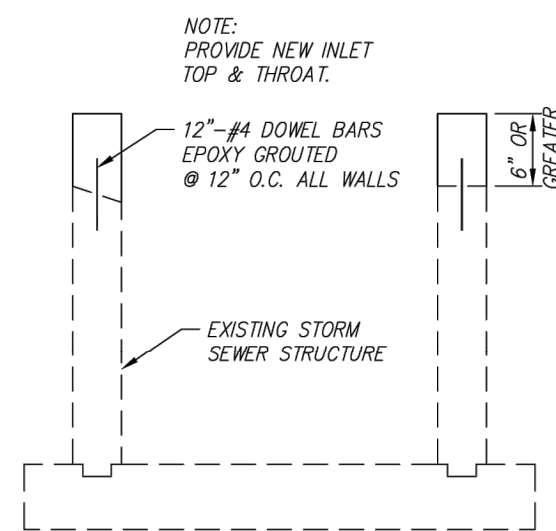 NOTE:
PROVIDE NEW INLET
TOP & THROAT.
12"-#4 DOWEL BARS
EPOXY GROUTED
@ 12" O.C. ALL WALLS
6" OR
GREATER
EXISTING STORM
SEWER STRUCTURE